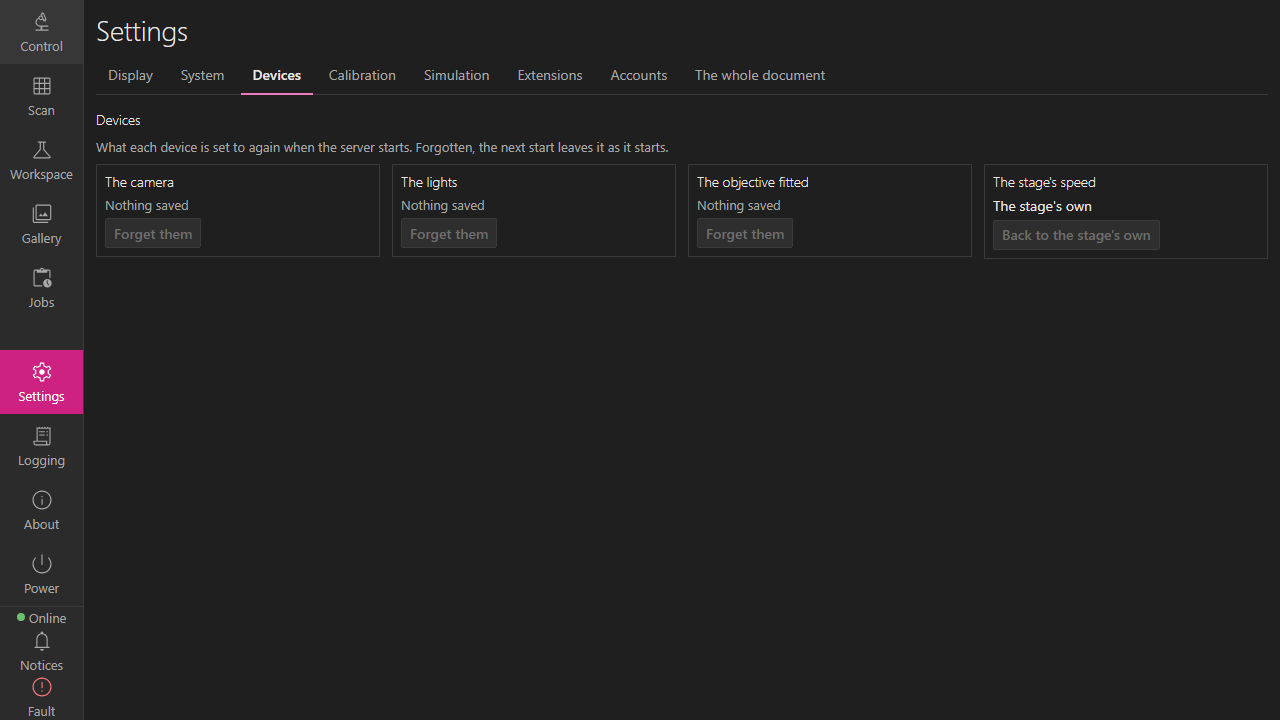 Settings
Control
Scan
Workspace
Gallery
Jobs
Settings
Logging
About
Power
Online
Notices
Fault
Display
System
Devices
Calibration
Simulation
Extensions
Accounts
The whole document
Devices
What each device is set to again when the server starts. Forgotten, the next start leaves it as it starts.
The camera
Nothing saved
Forget them
The lights
Nothing saved
Forget them
The objective fitted
Nothing saved
Forget them
The stage's speed
The stage's own
Back to the stage's own